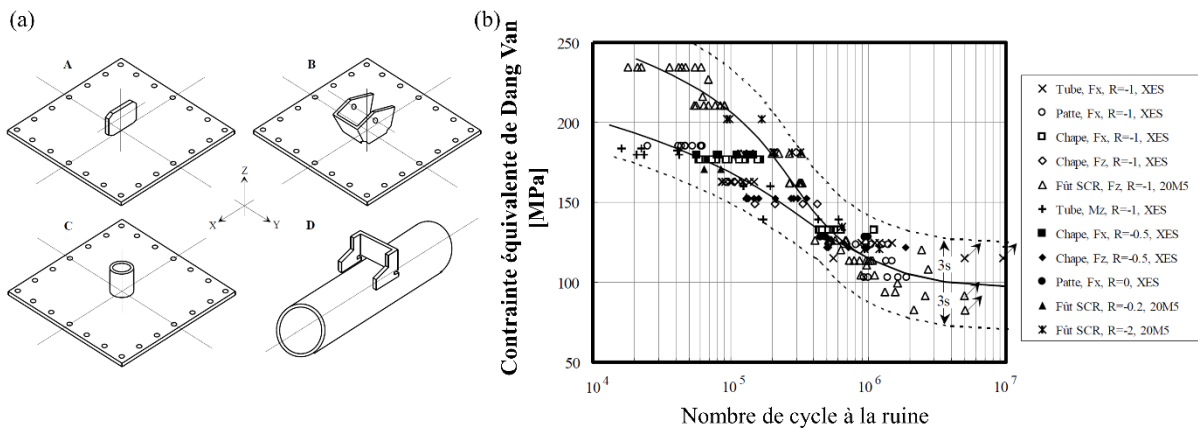 (a)
A
B
Z
X
Y
C
D
(b)
Contrainte équivalente de Dang Van
[MPa]
250
200
150
100
50
3s
3s
10^4
10^5
10^6
10^7
Nombre de cycle à la ruine
Tube, Fx, R=-1, XES
Patte, Fx, R=-1, XES
Chape, Fx, R=-1, XES
Chape, Fz, R=-1, XES
Fût SCR, Fz, R=-1, 20M5
Tube, Mz, R=-1, XES
Chape, Fx, R=-0.5, XES
Chape, Fz, R=-0.5, XES
Patte, Fx, R=0, XES
Fût SCR, R=-0.2, 20M5
Fût SCR, R=-2, 20M5